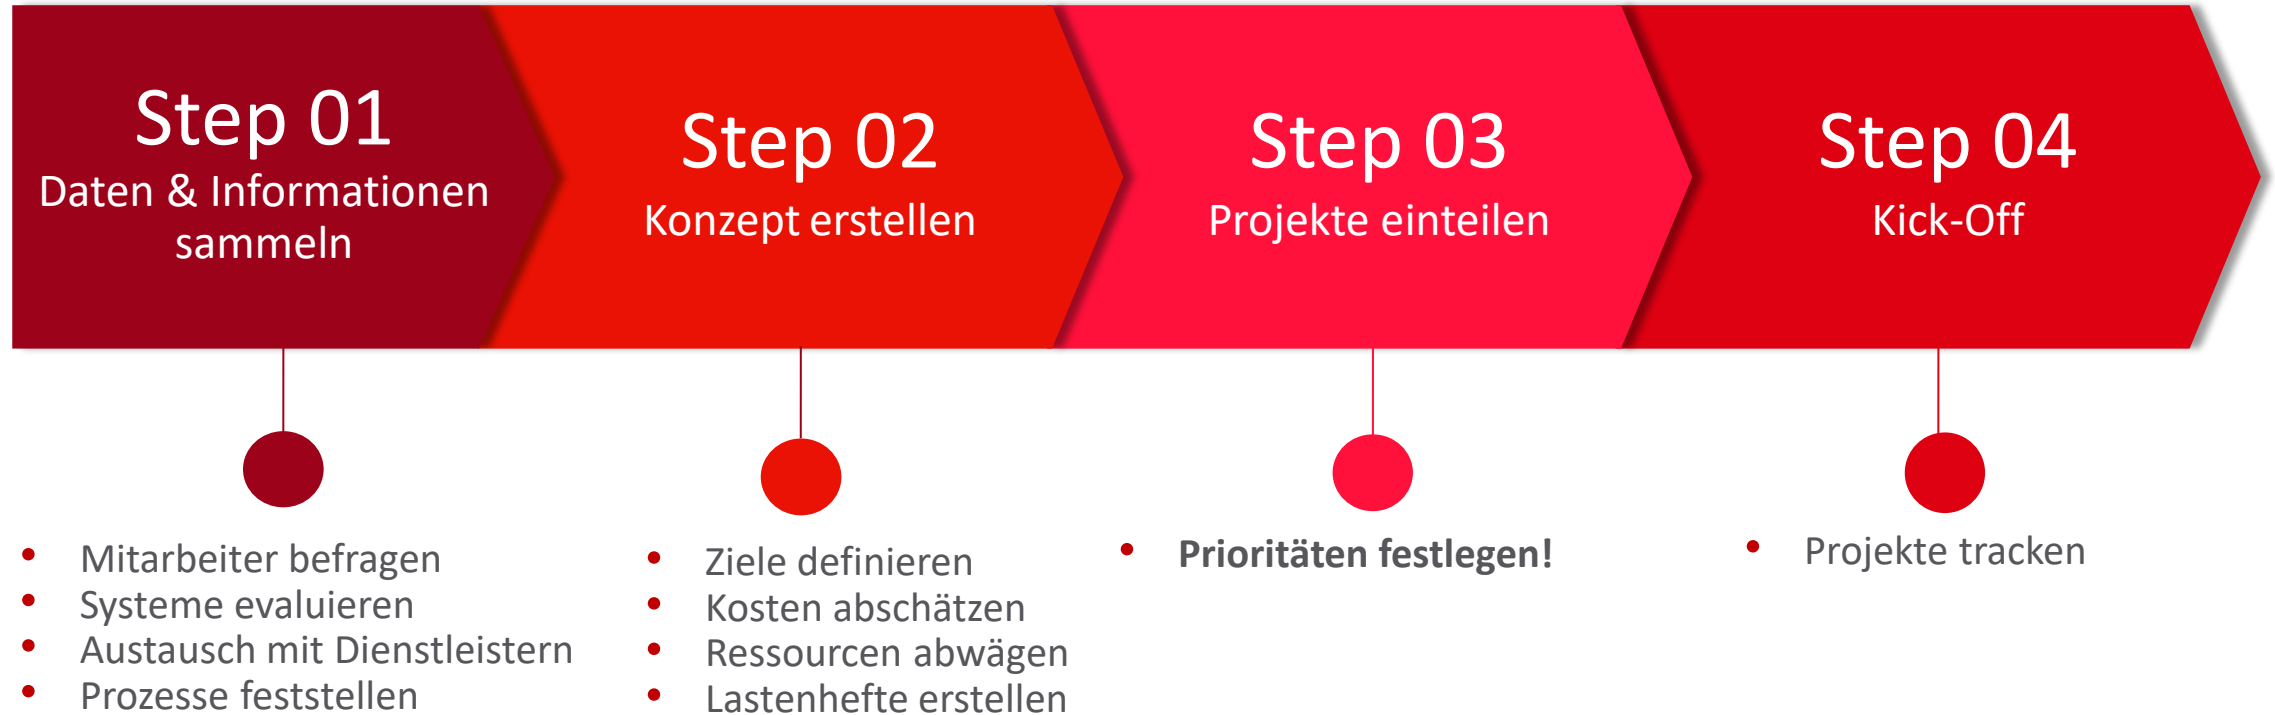 Step 01
Daten & Informationen
sammeln
Step 02
Konzept erstellen
Step 03
Projekte einteilen
Step 04
Kick-Off
• Mitarbeiter befragen
• Systeme evaluieren
• Austausch mit Dienstleistern
• Prozesse feststellen
• Ziele definieren
• Kosten abschätzen
• Ressourcen abwägen
• Lastenhefte erstellen
• Prioritäten festlegen!
• Projekte tracken